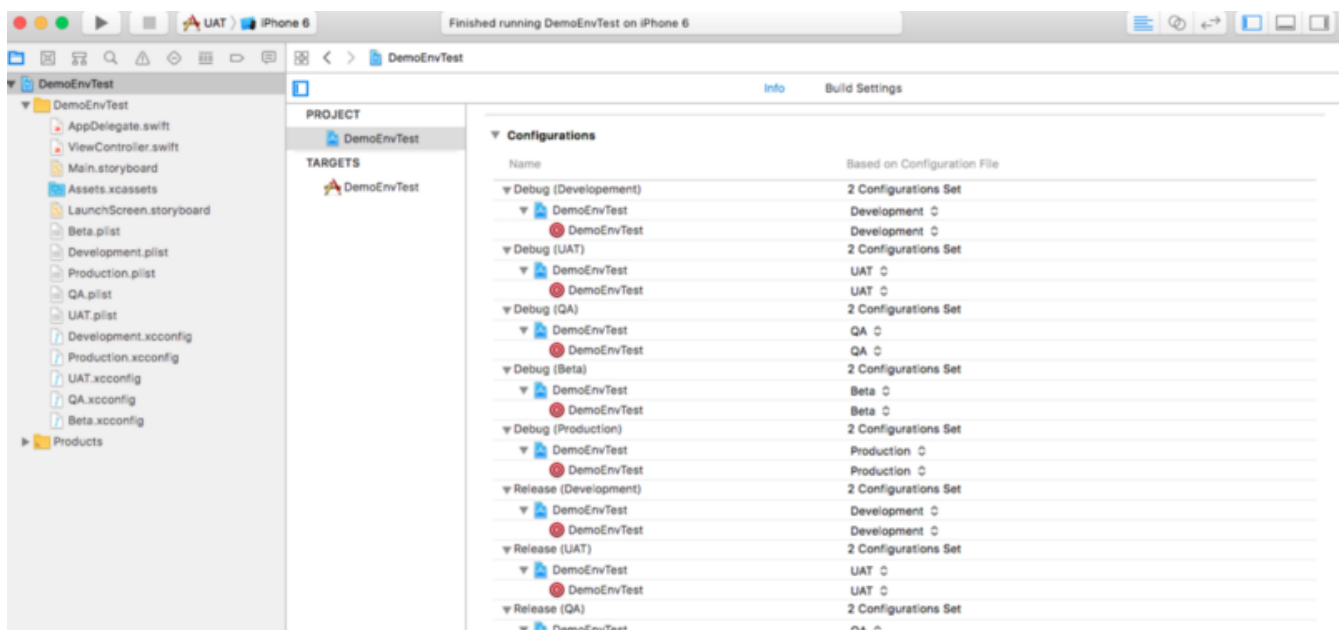 UAT iPhone 6
Finished running DemoEnvTest on iPhone 6
DemoEnvTest
DemoEnvTest
AppDelegate.swift
ViewController.swift
Main.storyboard
Assets.xcassets
LaunchScreen.storyboard
Beta.plist
Development.plist
Production.plist
QA.plist
UAT.plist
Development.xcconfig
Production.xcconfig
UAT.xcconfig
QA.xcconfig
Beta.xcconfig
Products
DemoEnvTest
Info Build Settings
PROJECT
DemoEnvTest
TARGETS
DemoEnvTest
Configurations
Name Based on Configuration File
Debug (Developement) 2 Configurations Set
DemoEnvTest Development
DemoEnvTest Development
Debug (UAT) 2 Configurations Set
DemoEnvTest UAT
DemoEnvTest UAT
Debug (QA) 2 Configurations Set
DemoEnvTest QA
DemoEnvTest QA
Debug (Beta) 2 Configurations Set
DemoEnvTest Beta
DemoEnvTest Beta
Debug (Production) 2 Configurations Set
DemoEnvTest Production
DemoEnvTest Production
Release (Development) 2 Configurations Set
DemoEnvTest Development
DemoEnvTest Development
Release (UAT) 2 Configurations Set
DemoEnvTest UAT
DemoEnvTest UAT
Release (QA) 2 Configurations Set
DemoEnvTest QA